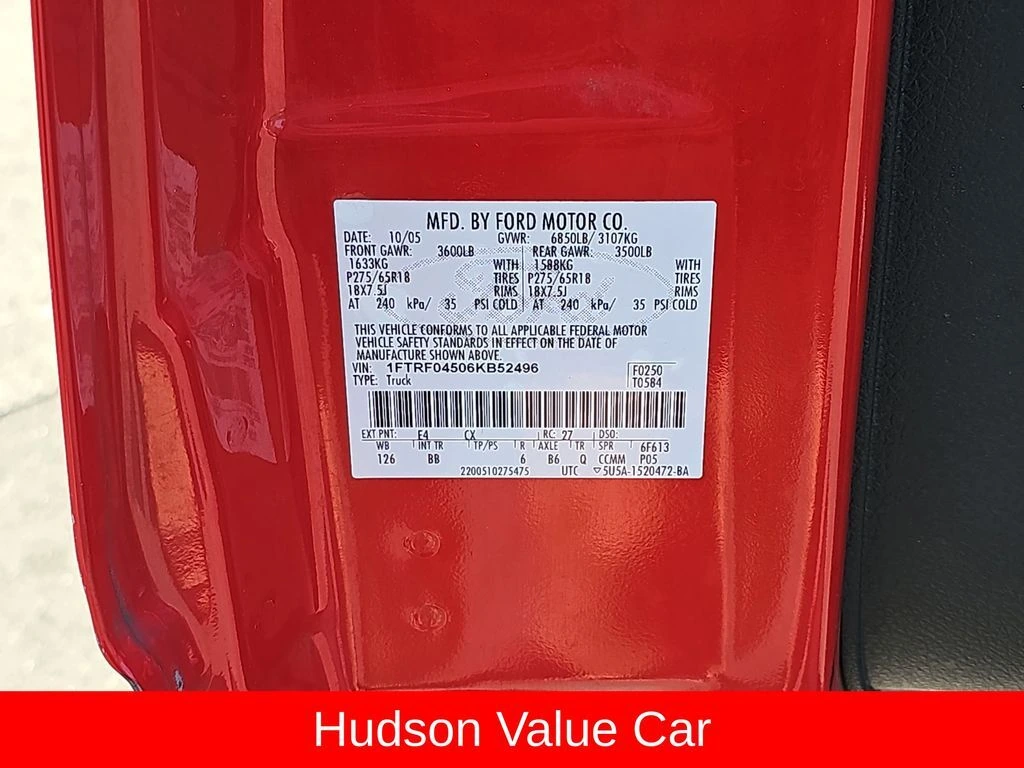 MFD. BY FORD MOTOR CO.
DATE: 10/05 GVWR: 6850LB/ 3107KG
FRONT GAWR: 3600LB REAR GAWR: 3500LB
1633KG WITH 1588KG WITH
P275/65R18 TIRES P275/65R18 TIRES
18X7.5J RIMS 18X7.5J RIMS
AT 240 kPa/ 35 PSI COLD AT 240 kPa/ 35 PSI COLD
THIS VEHICLE CONFORMS TO ALL APPLICABLE FEDERAL MOTOR
VEHICLE SAFETY STANDARDS IN EFFECT ON THE DATE OF
MANUFACTURE SHOWN ABOVE.
VIN: 1FTRF04506KB52496 F0250
TYPE: Truck T0584
EXT PNT: E4 CX RC: 27 DSO:
WB INT TR TP/PS R AXLE TR SPR 6F613
126 BB 6 B6 Q CCMM P05
2200510275475 UTC ▽5U5A-1520472-BA
Hudson Value Car